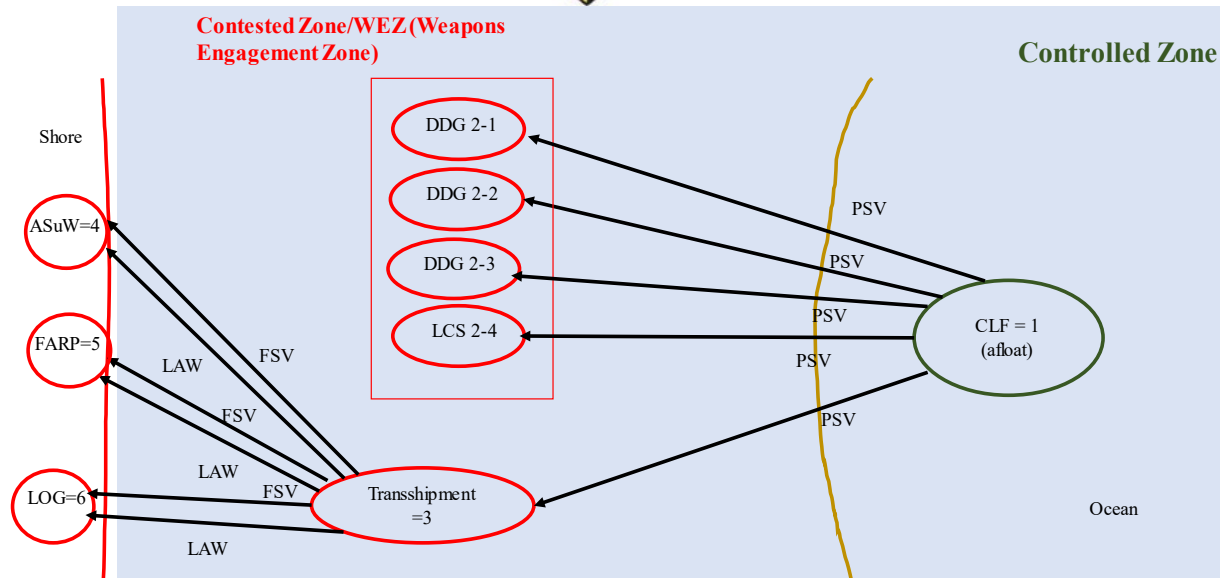 Contested Zone/WEZ (Weapons
Engagement Zone)
Controlled Zone
Shore
DDG 2-1
DDG 2-2
DDG 2-3
LCS 2-4
PSV
PSV
PSV
PSV
PSV
CLF = 1
(afloat)
ASuW=4
FARP=5
LOG=6
FSV
LAW
FSV
LAW
FSV
LAW
Transshipment
=3
Ocean